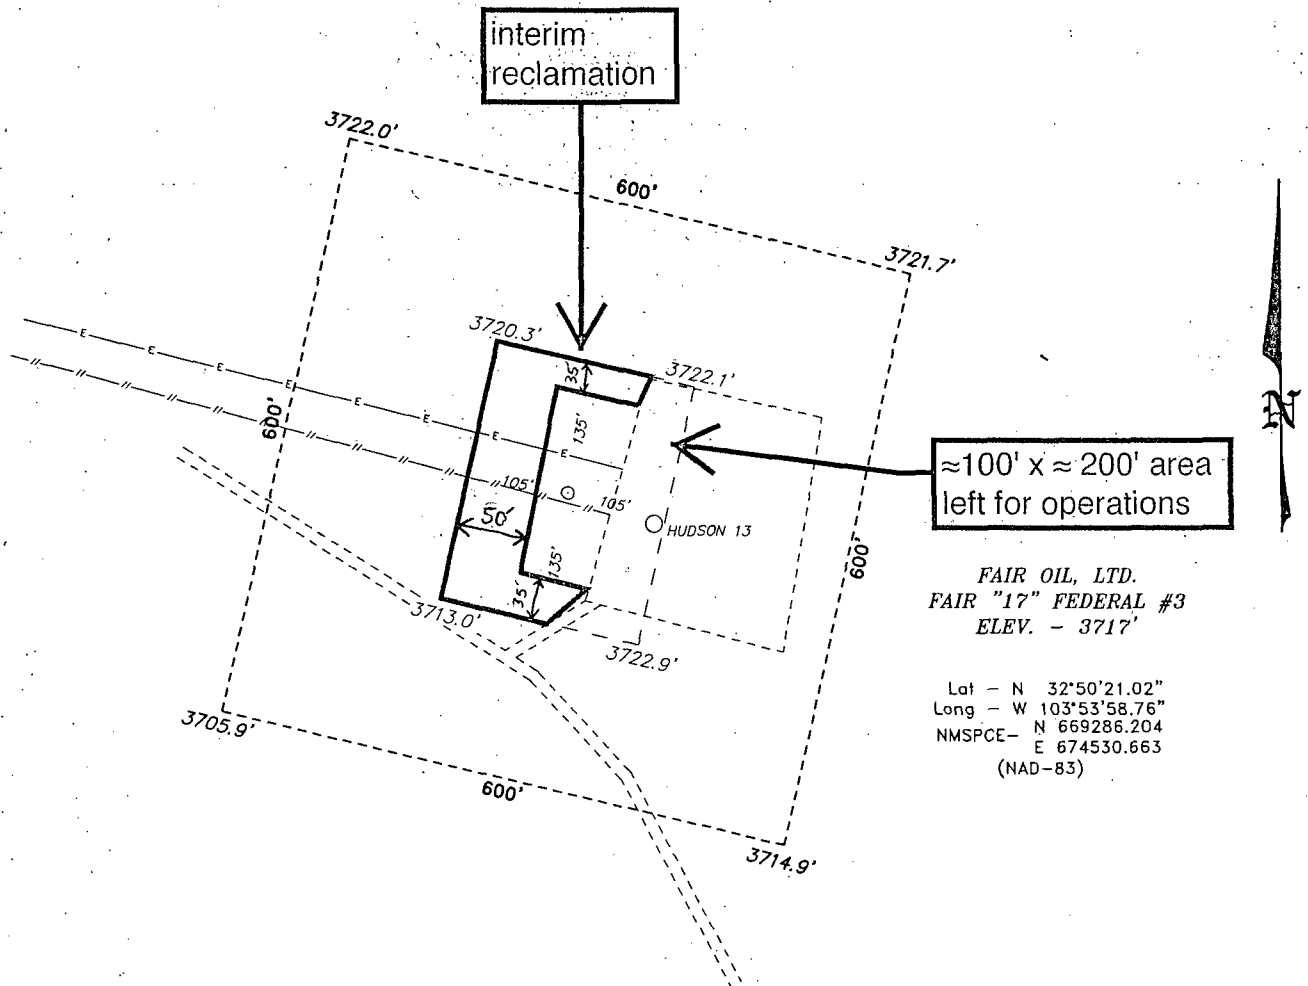 interim
reclamation
3722.0'
600'
3721.7'
3720.3'
3722.1'
35'
E E E E E E E
600'
135'
105'
105'
50'
HUDSON 13
≈100' x ≈ 200' area
left for operations
N
600'
135'
35'
3713.0'
3722.9'
FAIR OIL, LTD.
FAIR "17" FEDERAL #3
ELEV. - 3717'
Lat - N 32°50'21.02"
Long - W 103°53'58.76"
NMSPCE- N 669286.204
E 674530.663
(NAD-83)
3705.9'
600'
3714.9'